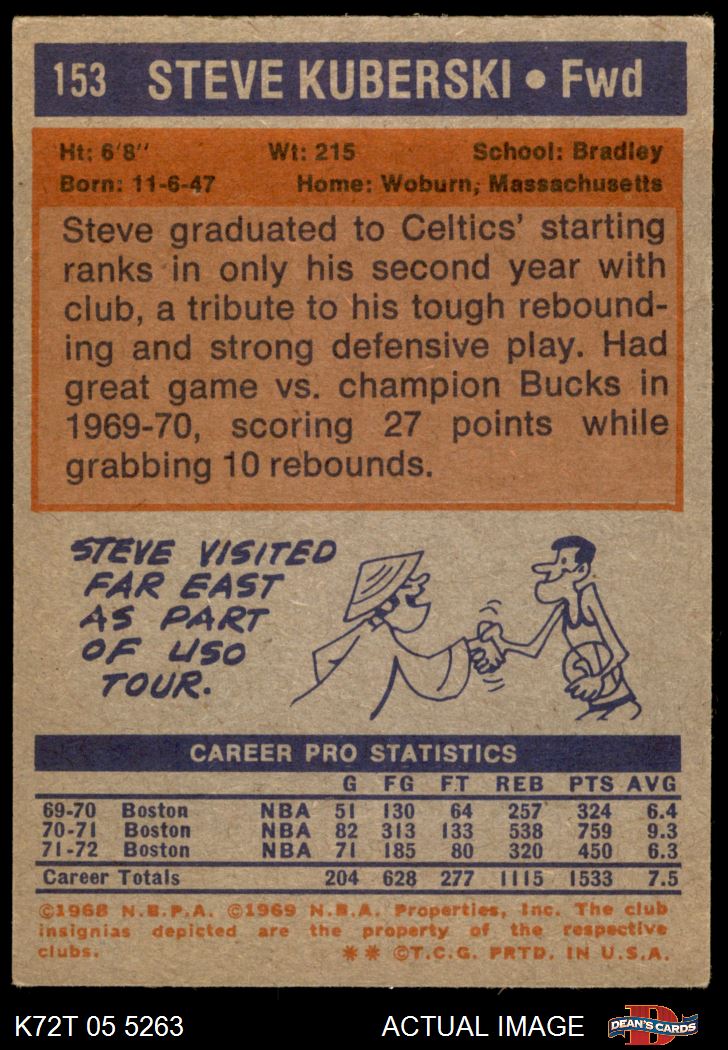 153 STEVE KUBERSKI • Fwd
Ht: 6'8" Wt: 215 School: Bradley
Born: 11-6-47 Home: Woburn, Massachusetts
Steve graduated to Celtics' starting
ranks in only his second year with
club, a tribute to his tough rebound-
ing and strong defensive play. Had
great game vs. champion Bucks in
1969-70, scoring 27 points while
grabbing 10 rebounds.
STEVE VISITED
FAR EAST
AS PART
OF USO
TOUR.
CAREER PRO STATISTICS
G FG FT REB PTS AVG
69-70 Boston NBA 51 130 64 257 324 6.4
70-71 Boston NBA 82 313 133 538 759 9.3
71-72 Boston NBA 71 185 80 320 450 6.3
Career Totals 204 628 277 1115 1533 7.5
©1968 N.B.P.A. ©1969 N.B.A. Properties, Inc. The club
insignias depicted are the property of the respective
clubs. ** ©T.C.G. PRTD. IN U.S.A.
K72T 05 5263 ACTUAL IMAGE D DEAN'S CARDS